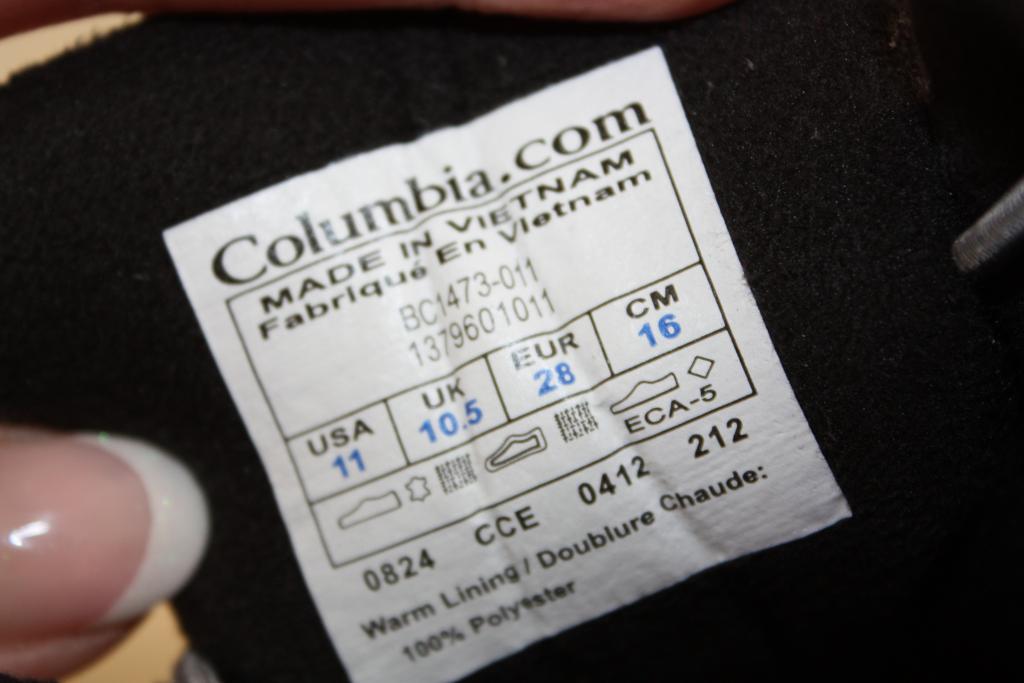 Columbia.com
MADE IN VIETNAM
Fabriqué En Vietnam
BC1473-011
1379601011
USA UK EUR CM
11 10.5 28 16
ECA-5
0824 CCE 0412 212
Warm Lining / Doublure Chaude:
100% Polyester